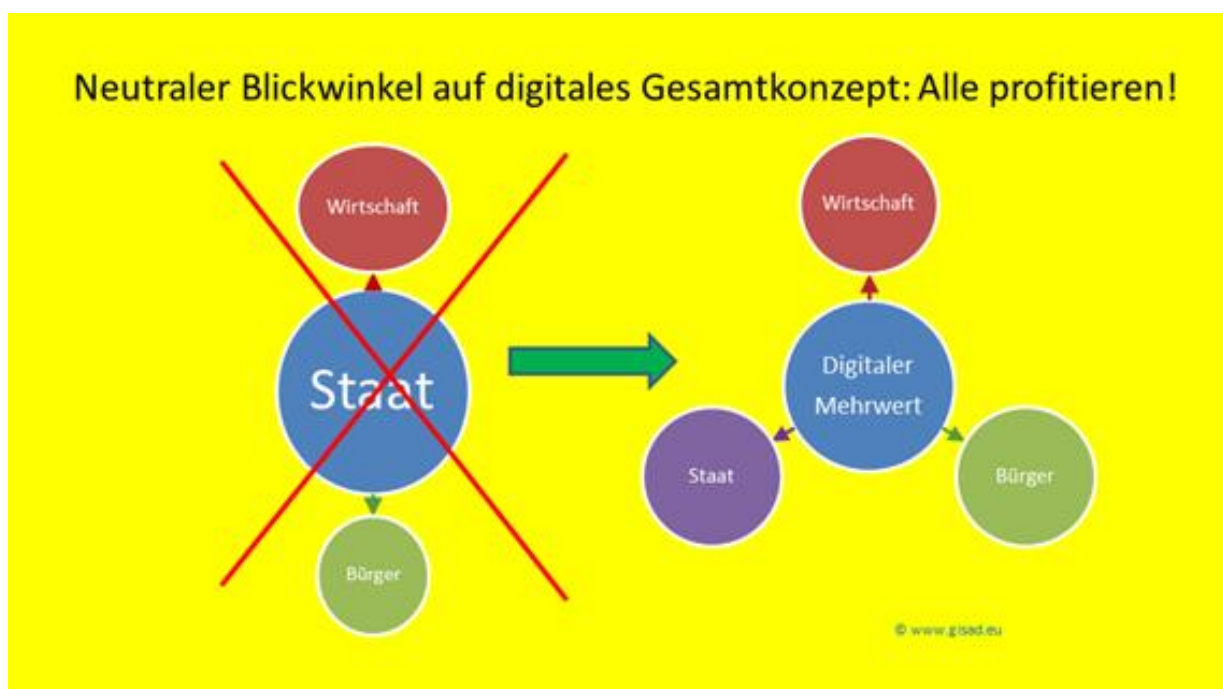 Neutraler Blickwinkel auf digitales Gesamtkonzept: Alle profitieren!
Wirtschaft
Staat
Bürger
Wirtschaft
Digitaler
Mehrwert
Staat
Bürger
© www.gisad.eu